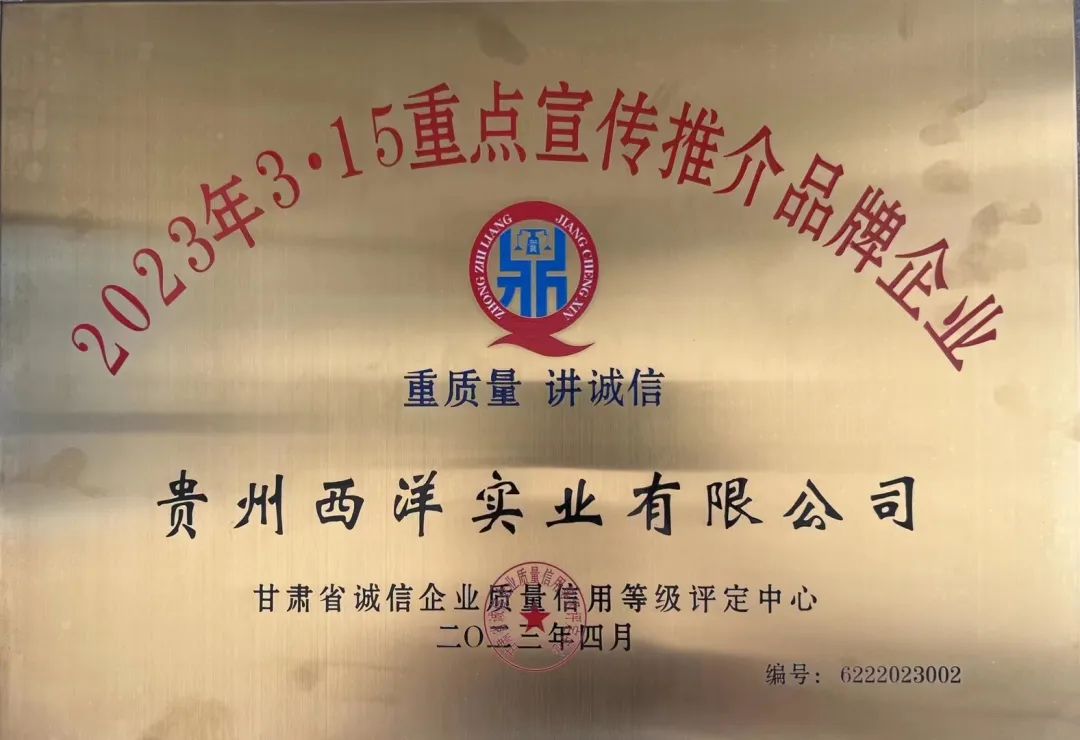 2023年3·15重点宣传推介品牌企业
ZHONG ZHI LIANG JIANG CHENG XIN
重质量 讲诚信
贵州西洋实业有限公司
甘肃省诚信企业质量信用等级评定中心
二〇二三年四月
编号：6222023002